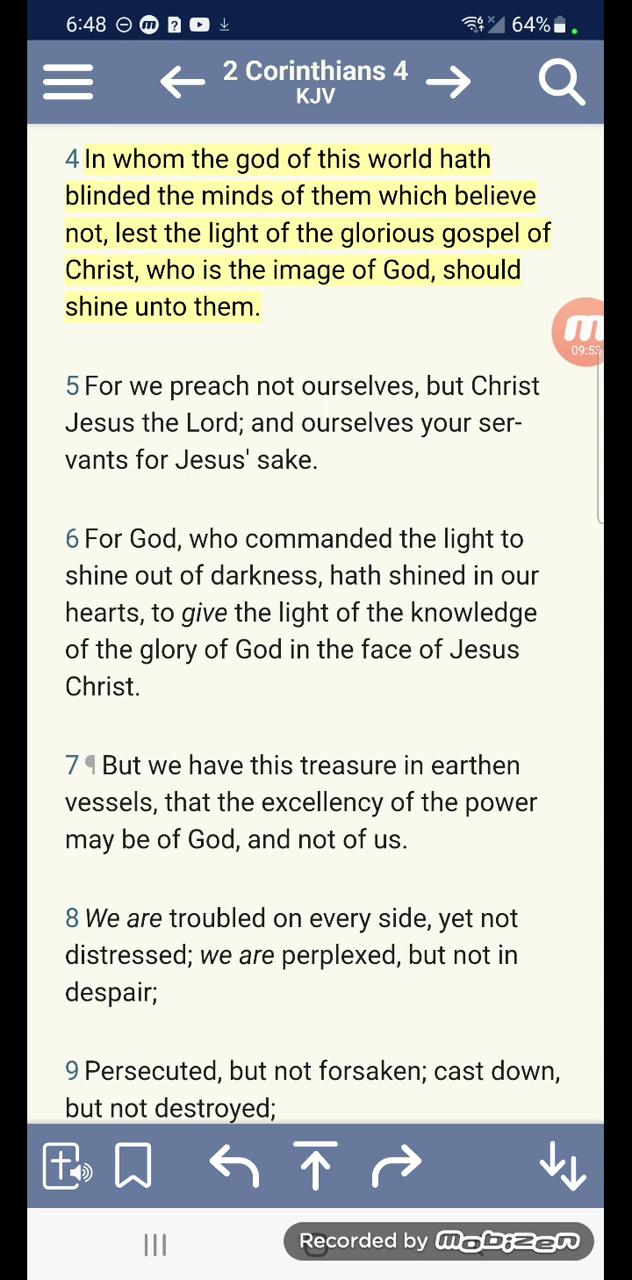 6:48 64%
2 Corinthians 4
KJV
4 In whom the god of this world hath
blinded the minds of them which believe
not, lest the light of the glorious gospel of
Christ, who is the image of God, should
shine unto them.
09:53
5 For we preach not ourselves, but Christ
Jesus the Lord; and ourselves your ser-
vants for Jesus' sake.
6 For God, who commanded the light to
shine out of darkness, hath shined in our
hearts, to give the light of the knowledge
of the glory of God in the face of Jesus
Christ.
7 ¶ But we have this treasure in earthen
vessels, that the excellency of the power
may be of God, and not of us.
8 We are troubled on every side, yet not
distressed; we are perplexed, but not in
despair;
9 Persecuted, but not forsaken; cast down,
but not destroyed;
Recorded by mobizen